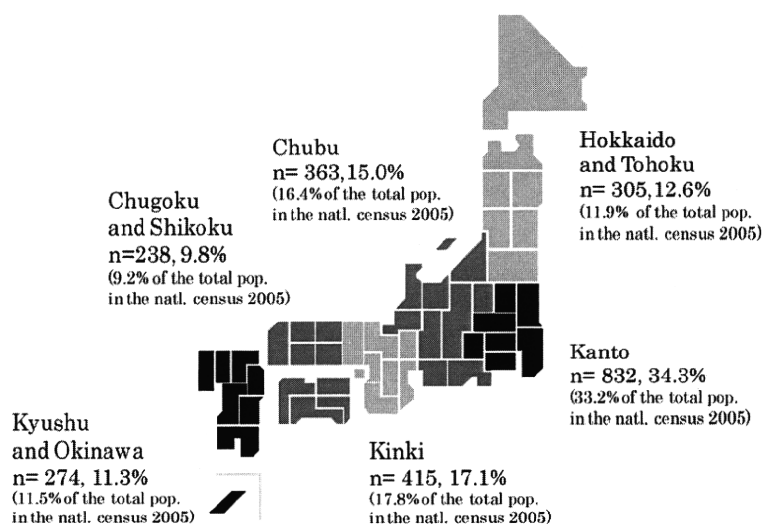 Chubu
n= 363,15.0%
(16.4% of the total pop.
in the natl. census 2005)
Hokkaido
and Tohoku
n= 305,12.6%
(11.9% of the total pop.
in the natl. census 2005)
Chugoku
and Shikoku
n=238, 9.8%
(9.2% of the total pop.
in the natl. census 2005)
Kanto
n= 832, 34.3%
(33.2% of the total pop.
in the natl. census 2005)
Kyushu
and Okinawa
n= 274, 11.3%
(11.5% of the total pop.
in the natl. census 2005)
Kinki
n= 415, 17.1%
(17.8% of the total pop.
in the natl. census 2005)